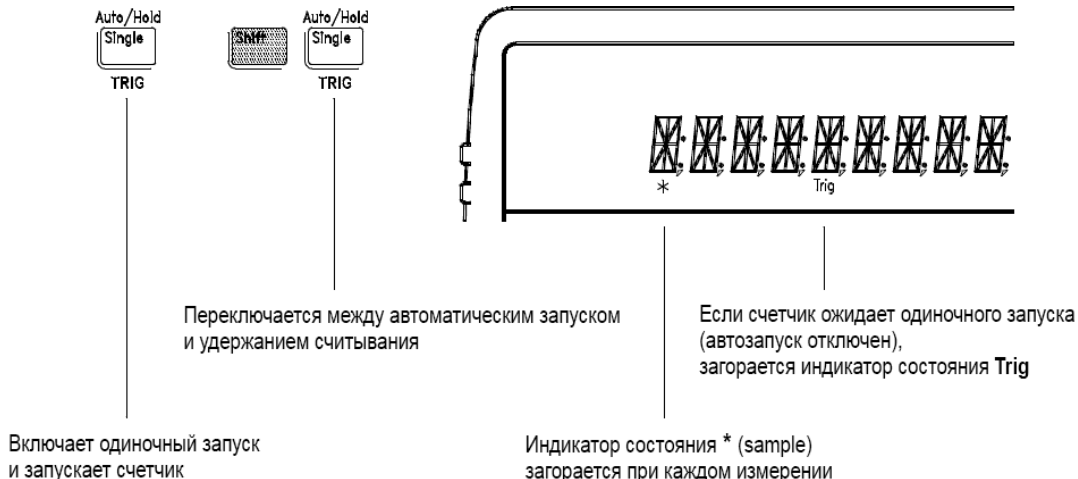 Auto/Hold
Single
TRIG
Shift
Auto/Hold
Single
TRIG
*
Trig
Переключается между автоматическим запуском
и удержанием считывания
Если счетчик ожидает одиночного запуска
(автозапуск отключен),
загорается индикатор состояния Trig
Включает одиночный запуск
и запускает счетчик
Индикатор состояния * (sample)
загорается при каждом измерении